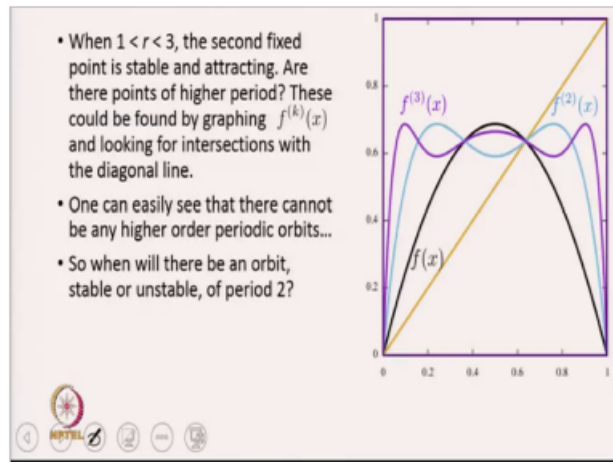 • When 1 < r < 3, the second fixed
point is stable and attracting. Are
there points of higher period? These
could be found by graphing f^(k)(x)
and looking for intersections with
the diagonal line.
• One can easily see that there cannot
be any higher order periodic orbits...
• So when will there be an orbit,
stable or unstable, of period 2?
1
0.8
f^(3)(x) f^(2)(x)
0.6
0.4
f(x)
0.2
0
0 0.2 0.4 0.6 0.8 1
NPTEL